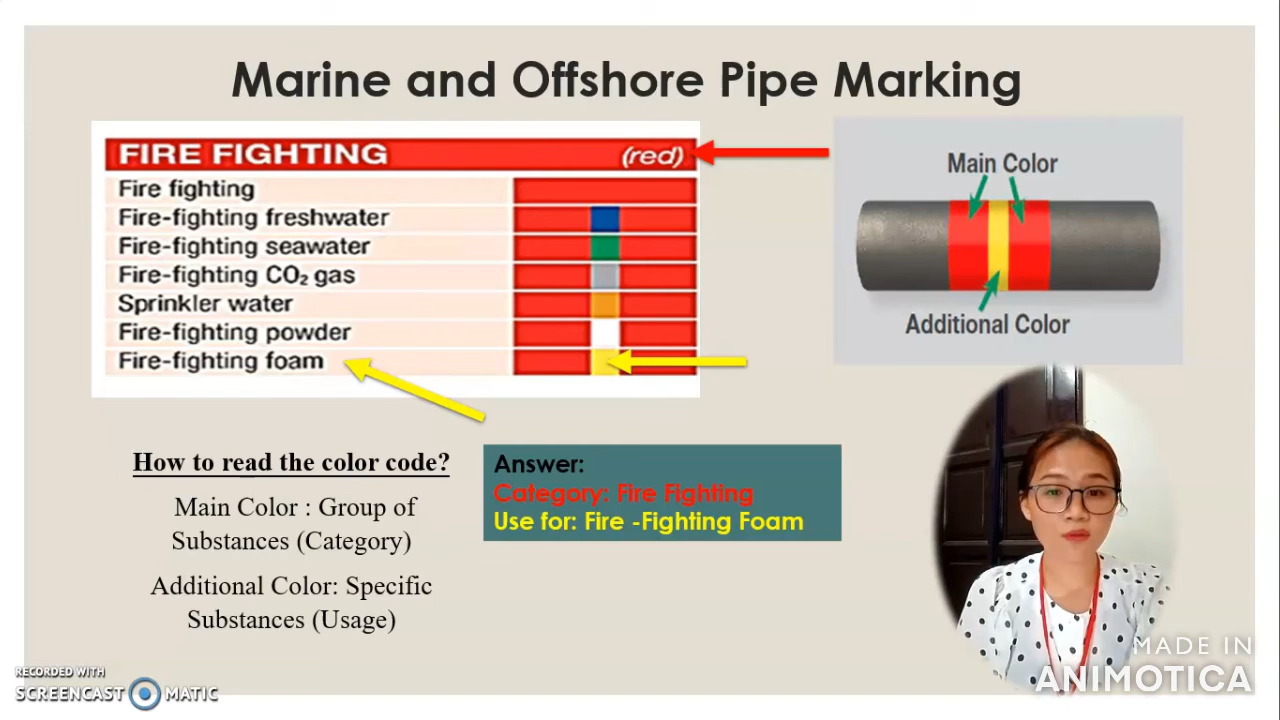 Marine and Offshore Pipe Marking
FIRE FIGHTING (red)
Fire fighting
Fire-fighting freshwater
Fire-fighting seawater
Fire-fighting CO₂ gas
Sprinkler water
Fire-fighting powder
Fire-fighting foam
Main Color
Additional Color
How to read the color code?
Main Color : Group of
Substances (Category)
Additional Color: Specific
Substances (Usage)
Answer:
Category: Fire Fighting
Use for: Fire -Fighting Foam
RECORDED WITH
SCREENCAST MATIC
MADE IN
ANIMOTICA